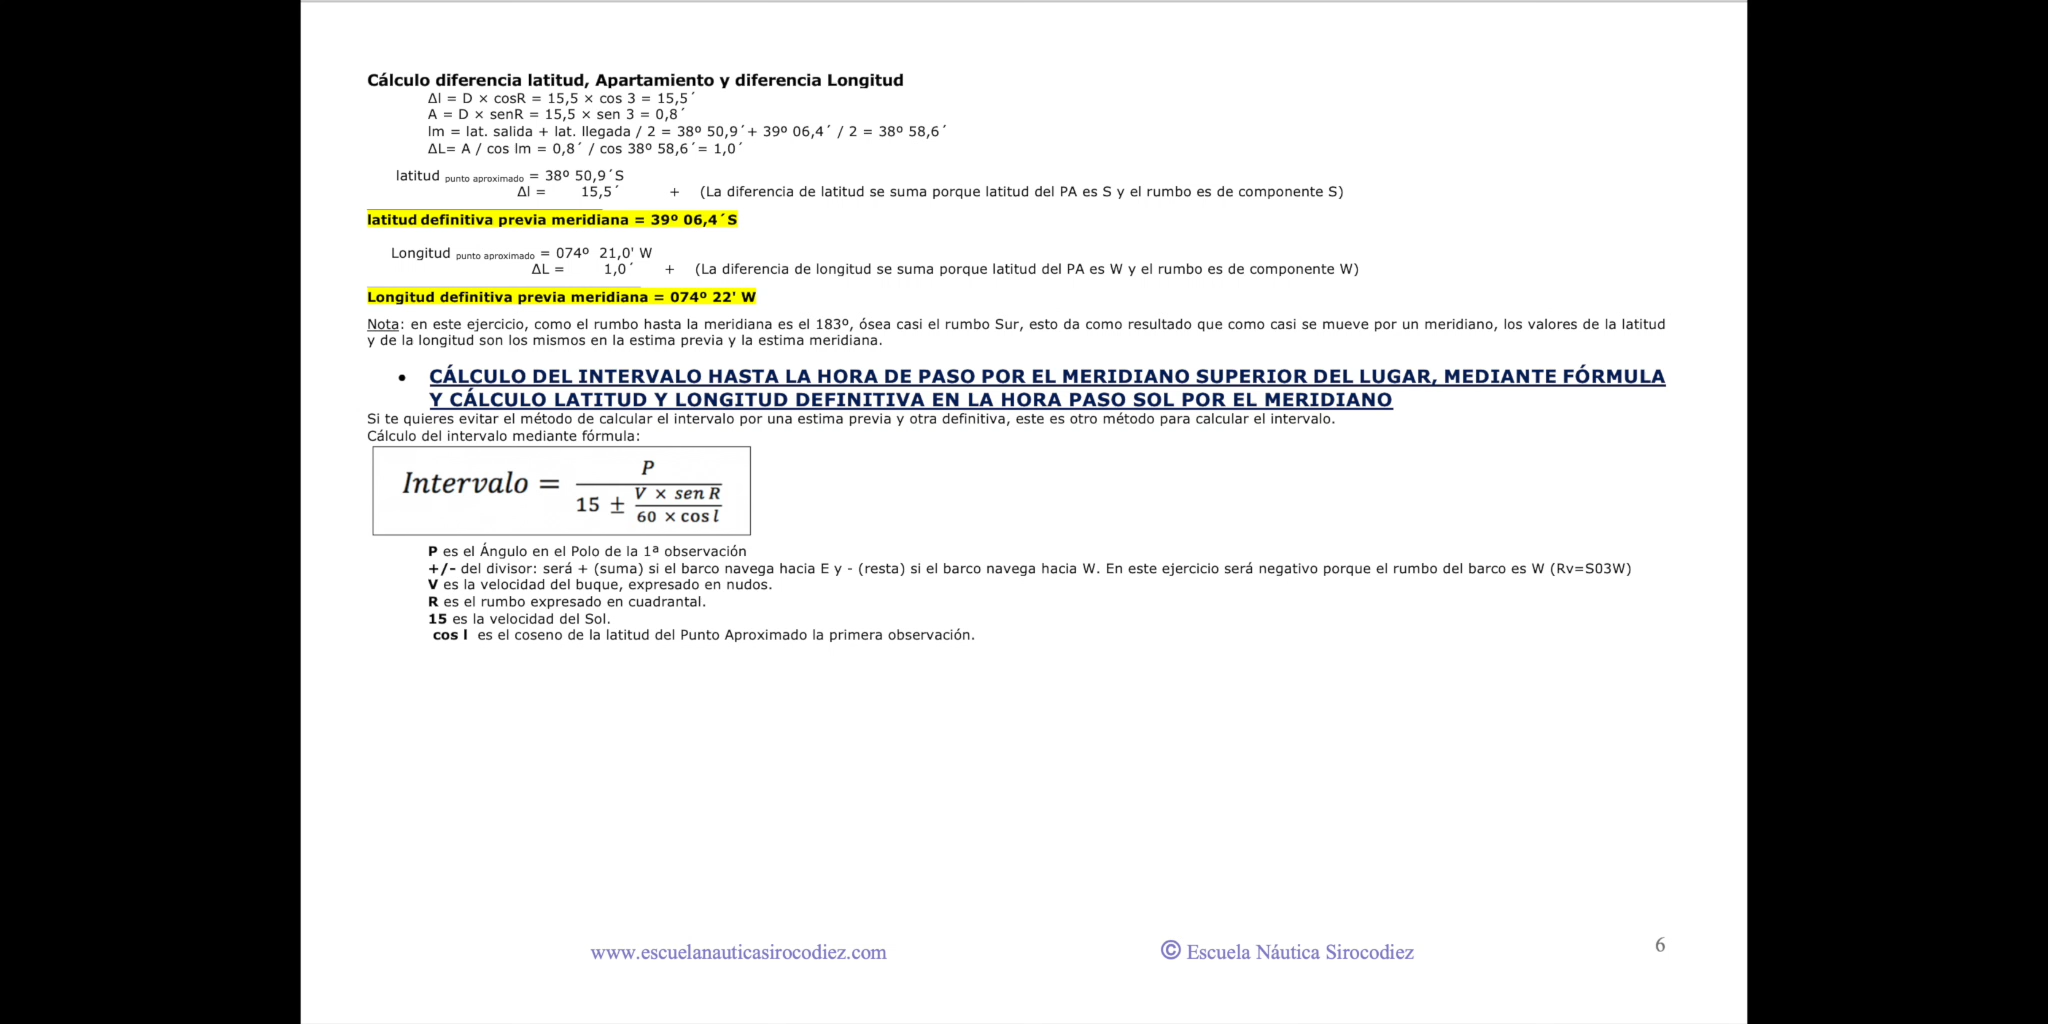 Cálculo diferencia latitud, Apartamiento y diferencia Longitud
Δl = D × cosR = 15,5 × cos 3 = 15,5´
A = D × senR = 15,5 × sen 3 = 0,8´
lm = lat. salida + lat. llegada / 2 = 38º 50,9´+ 39º 06,4´ / 2 = 38º 58,6´
ΔL= A / cos lm = 0,8´ / cos 38º 58,6´= 1,0´
latitud punto aproximado = 38º 50,9´S
Δl = 15,5´ + (La diferencia de latitud se suma porque latitud del PA es S y el rumbo es de componente S)
latitud definitiva previa meridiana = 39º 06,4´S
Longitud punto aproximado = 074º 21,0' W
ΔL = 1,0´ + (La diferencia de longitud se suma porque latitud del PA es W y el rumbo es de componente W)
Longitud definitiva previa meridiana = 074º 22' W
Nota: en este ejercicio, como el rumbo hasta la meridiana es el 183º, ósea casi el rumbo Sur, esto da como resultado que como casi se mueve por un meridiano, los valores de la latitud
y de la longitud son los mismos en la estima previa y la estima meridiana.
• CÁLCULO DEL INTERVALO HASTA LA HORA DE PASO POR EL MERIDIANO SUPERIOR DEL LUGAR, MEDIANTE FÓRMULA
Y CÁLCULO LATITUD Y LONGITUD DEFINITIVA EN LA HORA PASO SOL POR EL MERIDIANO
Si te quieres evitar el método de calcular el intervalo por una estima previa y otra definitiva, este es otro método para calcular el intervalo.
Cálculo del intervalo mediante fórmula:
P
Intervalo =
V × sen R
15 ±
60 × cos l
P es el Ángulo en el Polo de la 1ª observación
+/- del divisor: será + (suma) si el barco navega hacia E y - (resta) si el barco navega hacia W. En este ejercicio será negativo porque el rumbo del barco es W (Rv=S03W)
V es la velocidad del buque, expresado en nudos.
R es el rumbo expresado en cuadrantal.
15 es la velocidad del Sol.
cos l es el coseno de la latitud del Punto Aproximado la primera observación.
www.escuelanauticasirocodiez.com © Escuela Náutica Sirocodiez 6